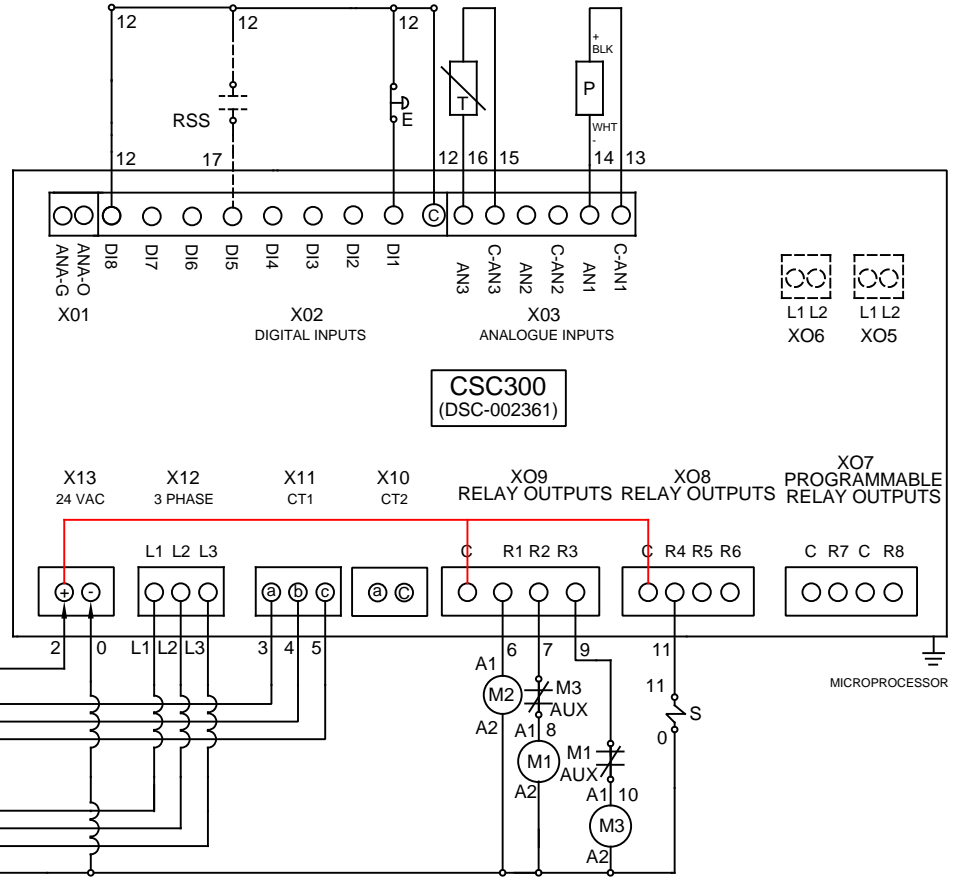 12 12 12
+
BLK
T P
RSS E
WHT
-
12 17 12 16 15 14 13
C
ANA-G ANA-O DI8 DI7 DI6 DI5 DI4 DI3 DI2 DI1 AN3 C-AN3 AN2 C-AN2 AN1 C-AN1
X01 X02 X03
DIGITAL INPUTS ANALOGUE INPUTS
L1 L2 L1 L2
XO6 XO5
CSC300
(DSC-002361)
X13 X12 X11 X10 XO9 XO8 XO7
24 VAC 3 PHASE CT1 CT2 RELAY OUTPUTS RELAY OUTPUTS PROGRAMMABLE
RELAY OUTPUTS
L1 L2 L3 C R1 R2 R3 C R4 R5 R6 C R7 C R8
+ - a b c a C
2 0 L1 L2 L3 3 4 5 6 7 9 11
MICROPROCESSOR
A1 M3 11
M2 AUX S
A2 A1 8 0
M1 M1
AUX
A2 A1 10
M3
A2